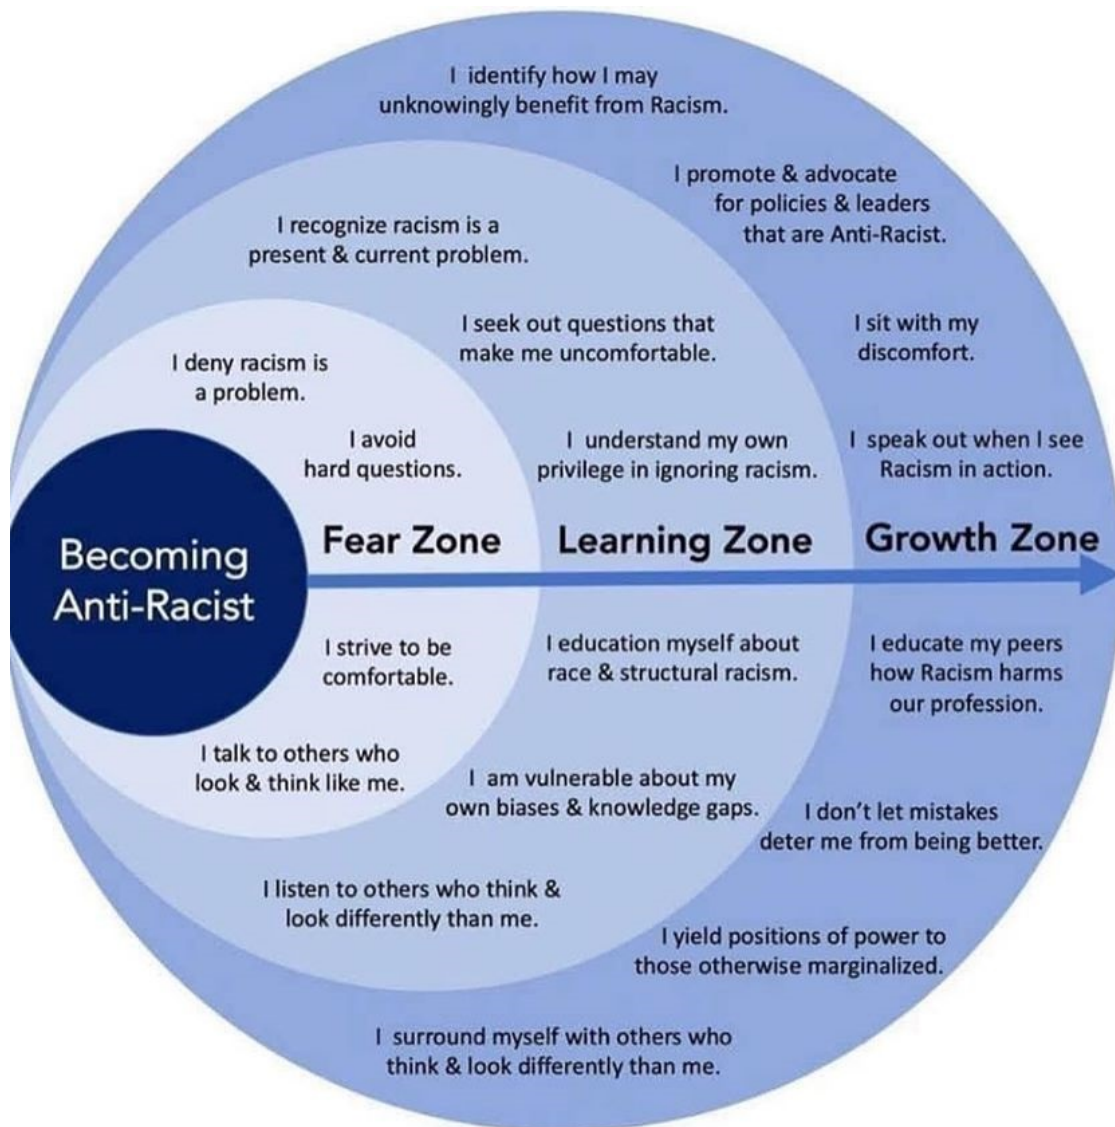 I identify how I may
unknowingly benefit from Racism.
I promote & advocate
for policies & leaders
that are Anti-Racist.
I recognize racism is a
present & current problem.
I seek out questions that
make me uncomfortable.
I sit with my
discomfort.
I deny racism is
a problem.
I avoid
hard questions.
I understand my own
privilege in ignoring racism.
I speak out when I see
Racism in action.
Becoming
Anti-Racist
Fear Zone
Learning Zone
Growth Zone
I strive to be
comfortable.
I education myself about
race & structural racism.
I educate my peers
how Racism harms
our profession.
I talk to others who
look & think like me.
I am vulnerable about my
own biases & knowledge gaps.
I don't let mistakes
deter me from being better.
I listen to others who think &
look differently than me.
I yield positions of power to
those otherwise marginalized.
I surround myself with others who
think & look differently than me.